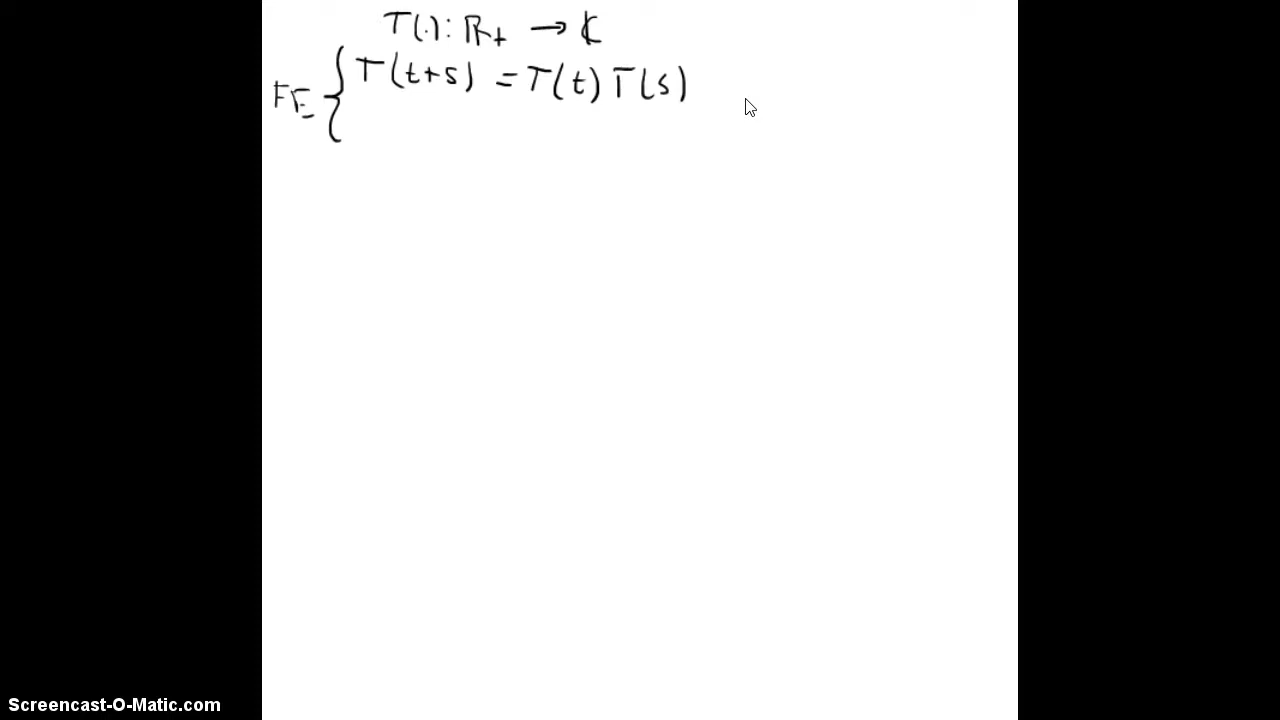 T(.): ℝ+ → ℂ
FE { T(t+s) = T(t) T(s)
Screencast-O-Matic.com